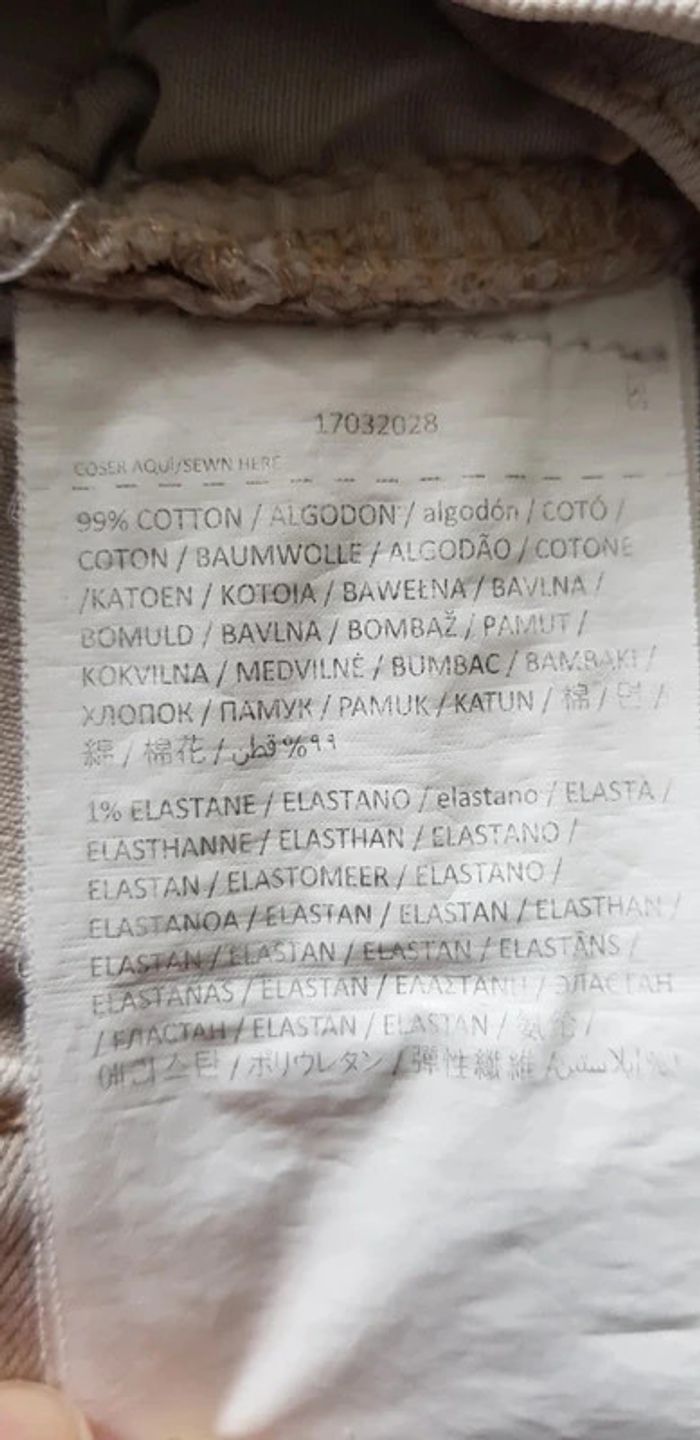 17032028
COSER AQUÍ/SEWN HERE
99% COTTON / ALGODON / algodón / COTÓ /
COTON / BAUMWOLLE / ALGODÃO / COTONE
/KATOEN / KOTOIA / BAWEŁNA / BAVLNA /
BOMULD / BAVLNA / BOMBAŽ / PAMUT /
KOKVILNA / MEDVILNĖ / BUMBAC / BAMBAKI /
ХЛОПОК / ПАМУК / PAMUK / KATUN / 棉 / 면 /
綿 / 棉花 / قطن %٩٩
1% ELASTANE / ELASTANO / elastano / ELASTA /
ELASTHANNE / ELASTHAN / ELASTANO /
ELASTAN / ELASTOMEER / ELASTANO /
ELASTANOA / ELASTAN / ELASTAN / ELASTHAN /
ELASTAN / ELASTAN / ELASTAN / ELASTĀNS /
ELASTANAS / ELASTAN / ΕΛΑΣΤΑΝΗ / ЭЛАСТАН
/ ЕЛАСТАН / ELASTAN / ELASTAN / 氨纶 /
에라스틴 / ポリウレタン / 彈性纖維 /